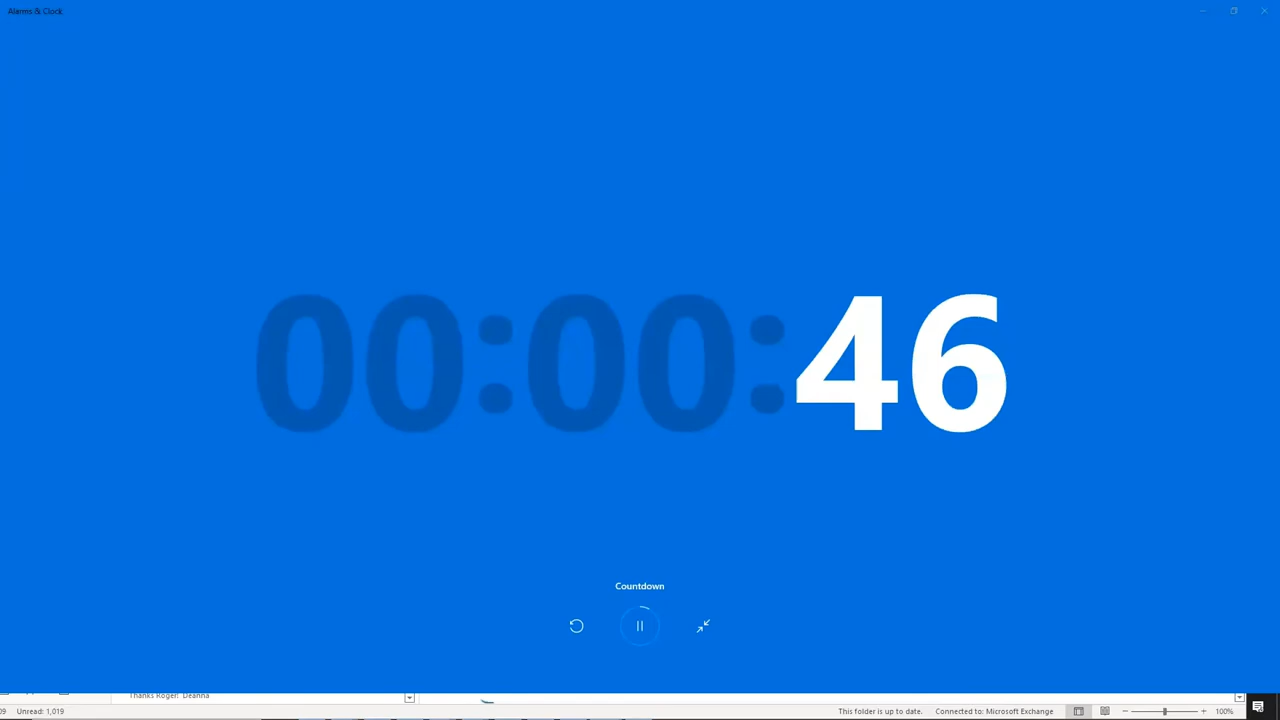 Alarms & Clock
00:00:46
Countdown
Thanks Roger! Deanna
09 Unread: 1,019 This folder is up to date. Connected to: Microsoft Exchange 100%